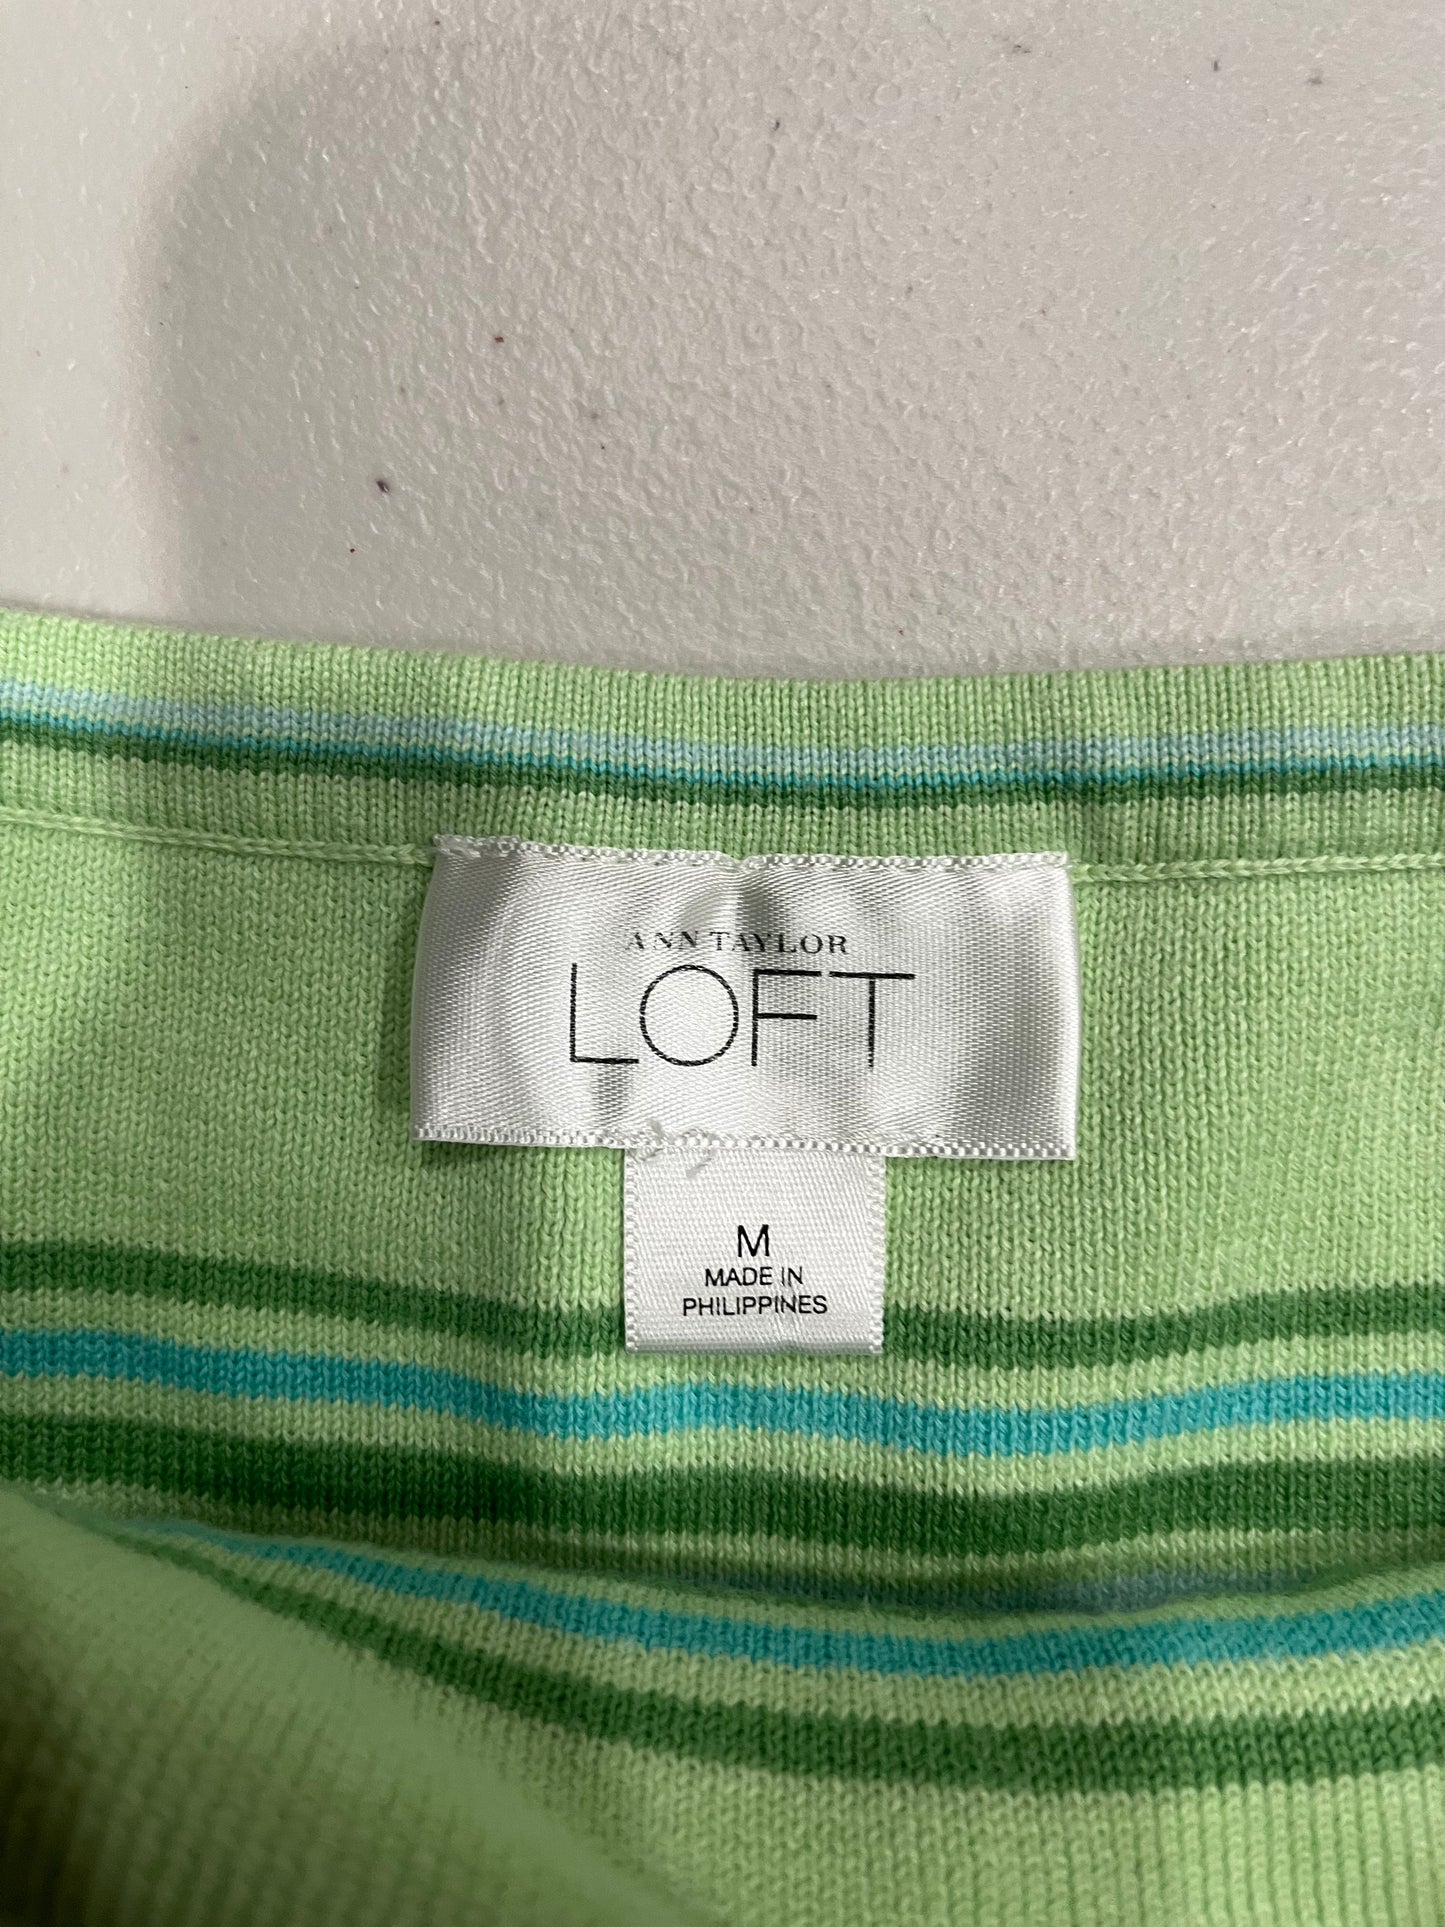 ANN TAYLOR
LOFT
M
MADE IN
PHILIPPINES